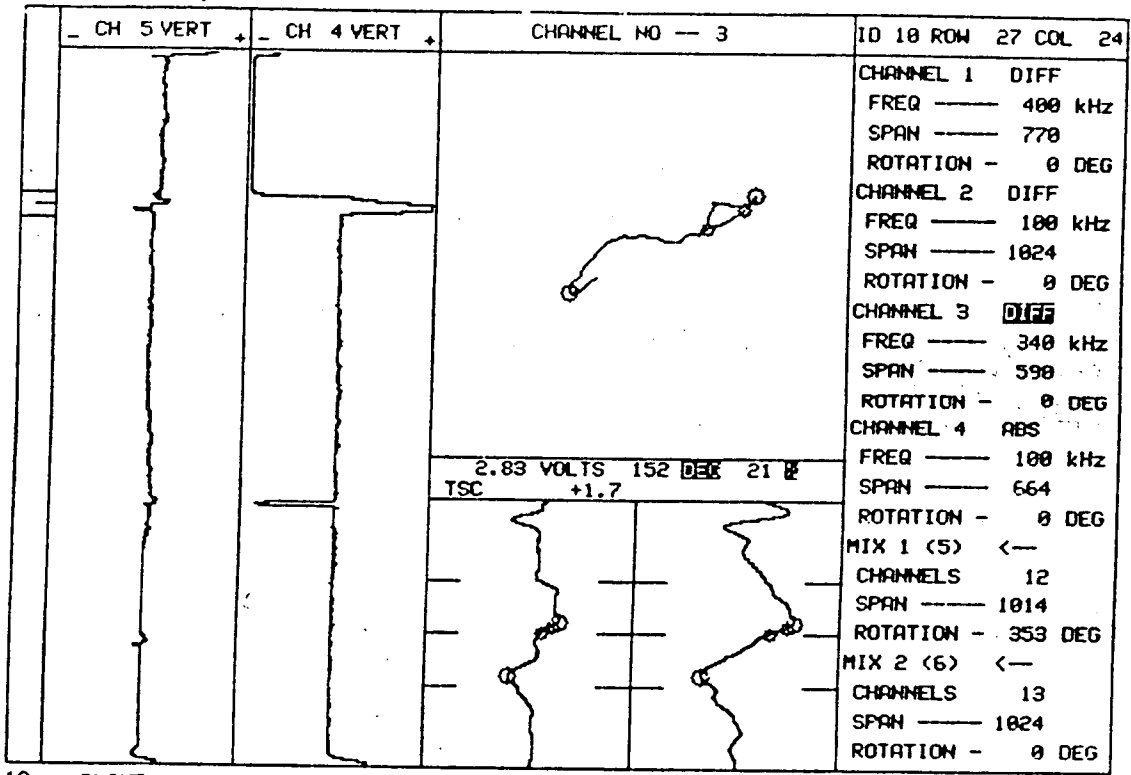 _ CH 5 VERT +
_ CH 4 VERT +
CHANNEL NO -- 3
ID 10 ROW 27 COL 24
CHANNEL 1 DIFF
FREQ ----- 400 kHz
SPAN ----- 770
ROTATION - 0 DEG
CHANNEL 2 DIFF
FREQ ----- 100 kHz
SPAN ----- 1024
ROTATION - 0 DEG
CHANNEL 3 DIFF
FREQ ----- 340 kHz
SPAN ----- 590
ROTATION - 0 DEG
CHANNEL 4 ABS
FREQ ----- 100 kHz
SPAN ----- 664
ROTATION - 0 DEG
MIX 1 (5) <--
CHANNELS 12
SPAN ----- 1014
ROTATION - 353 DEG
MIX 2 (6) <--
CHANNELS 13
SPAN ----- 1024
ROTATION - 0 DEG
2.83 VOLTS 152 DEG 21
TSC +1.7